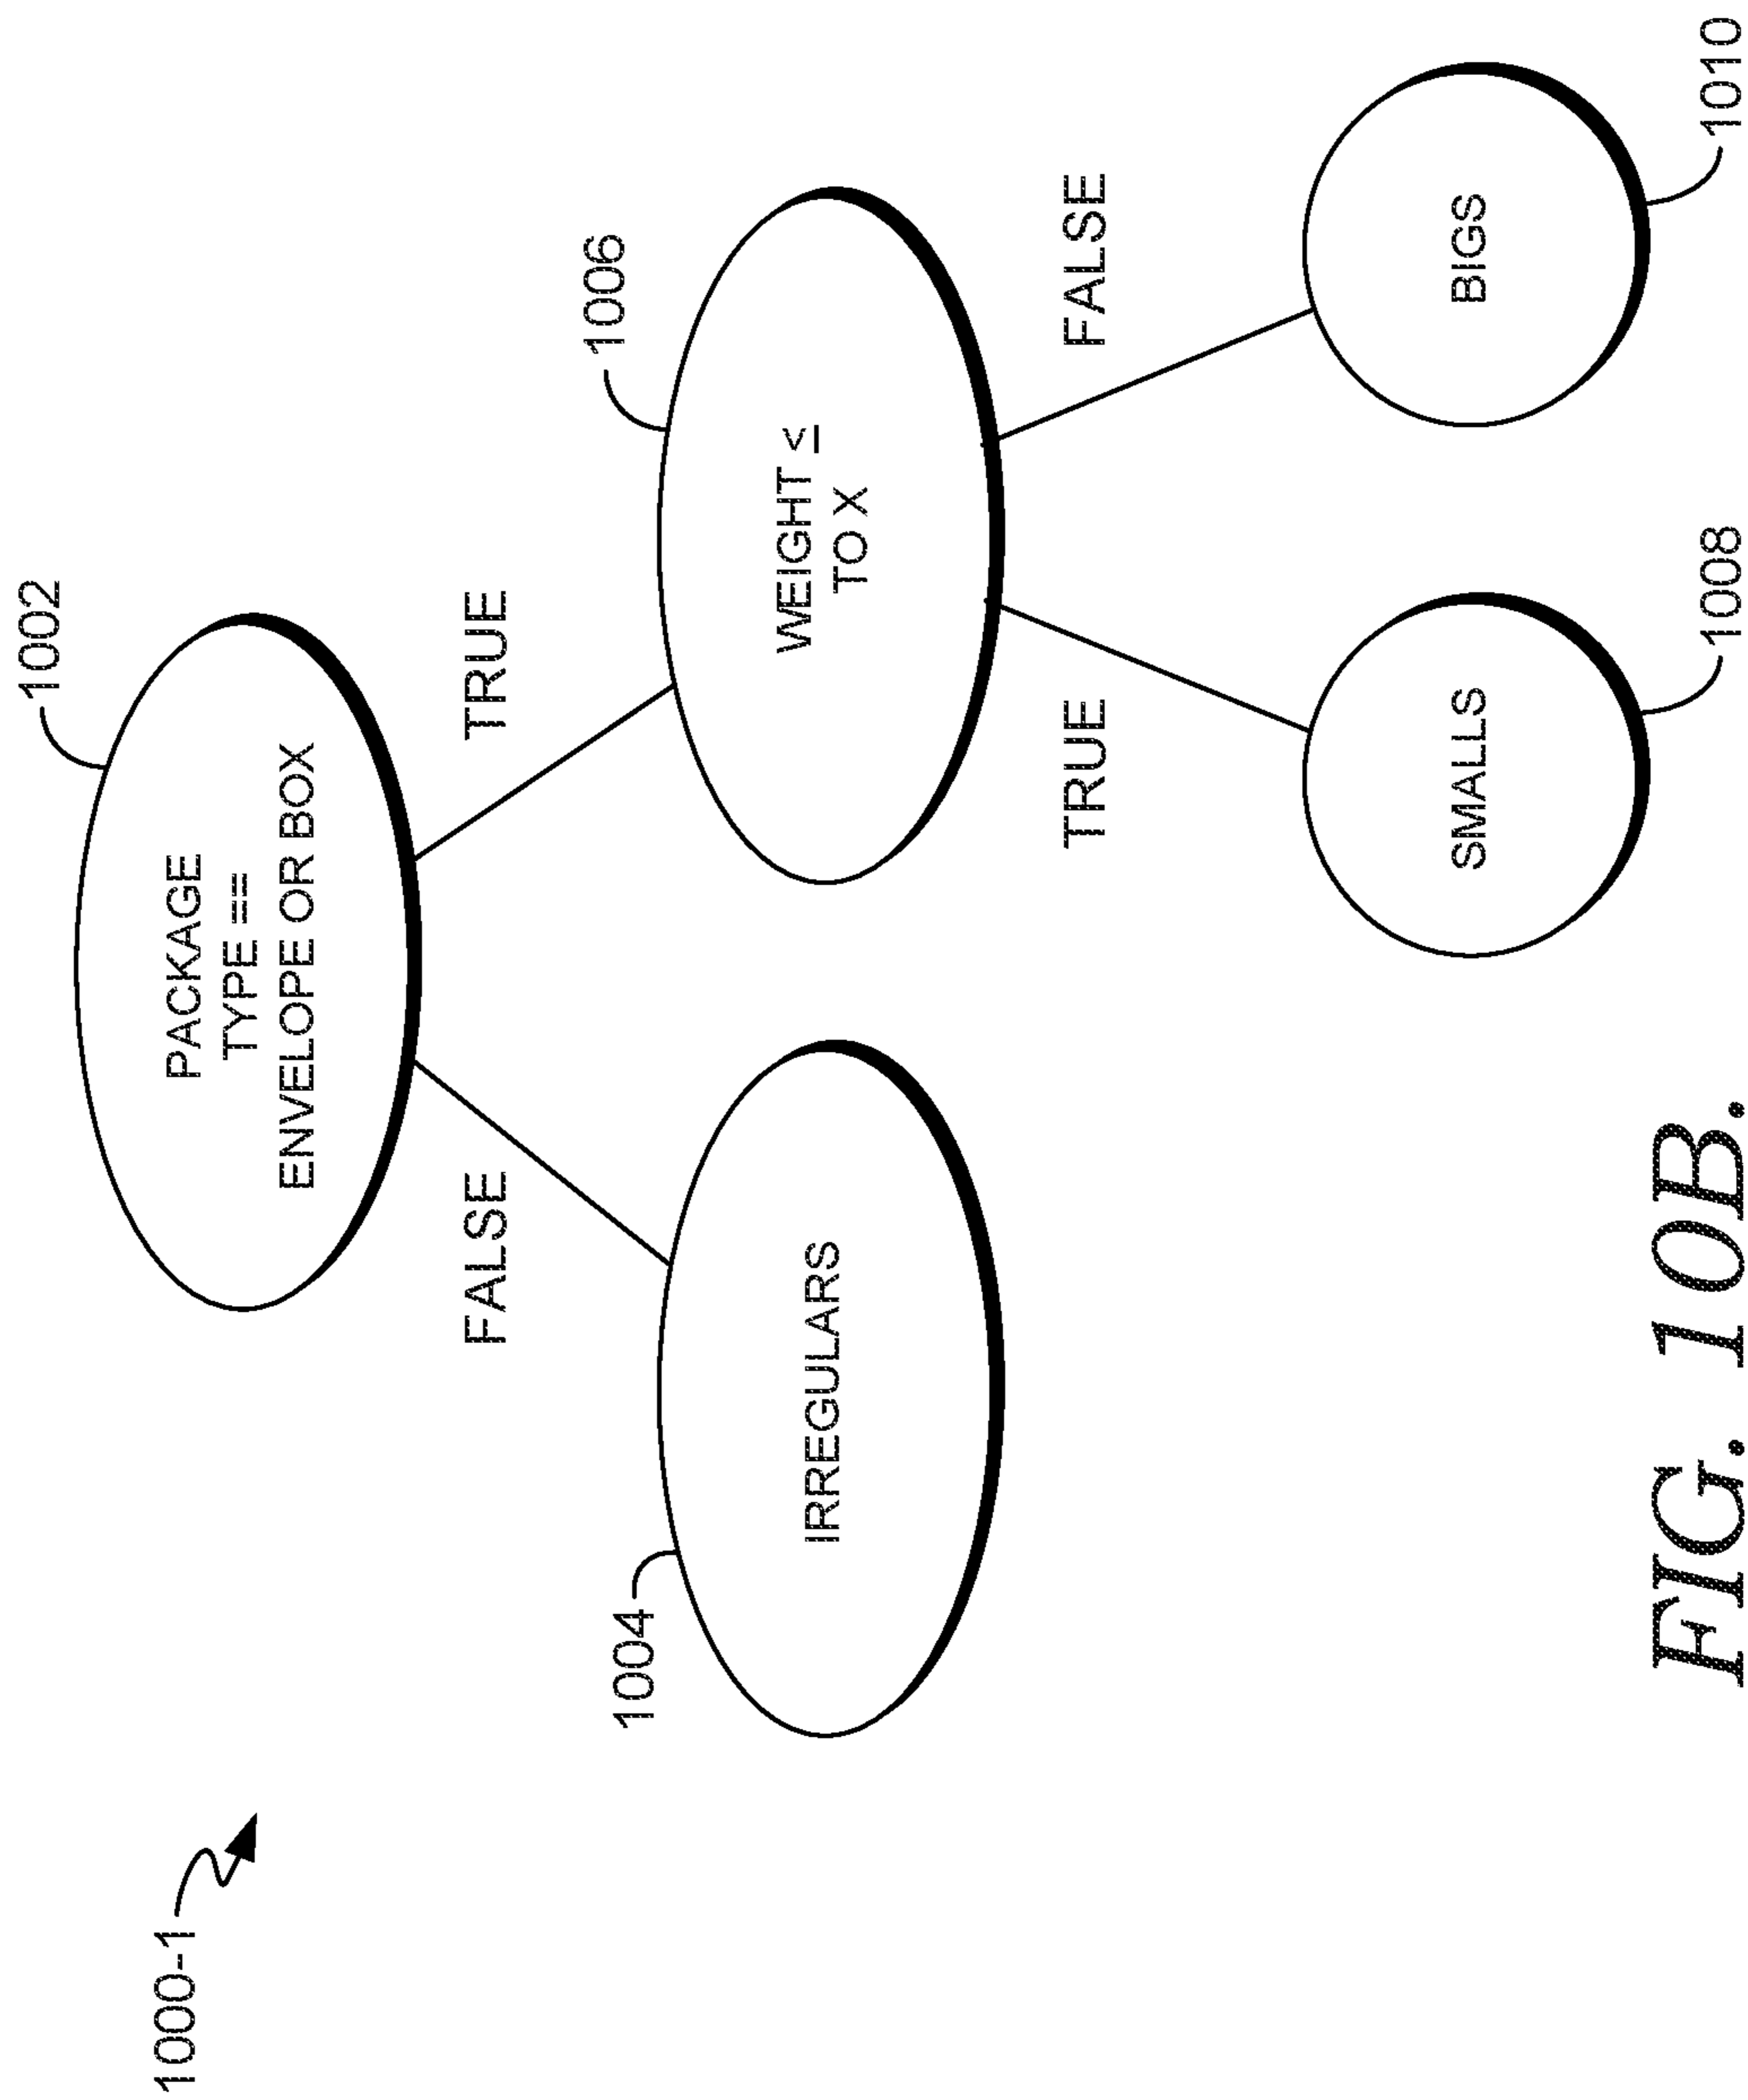 1000-1
1002
PACKAGE
TYPE ==
ENVELOPE OR BOX
FALSE
TRUE
1004
IRREGULARS
1006
WEIGHT ≤
TO X
TRUE
FALSE
SMALLS
1008
BIGS
1010
FIG. 10B.